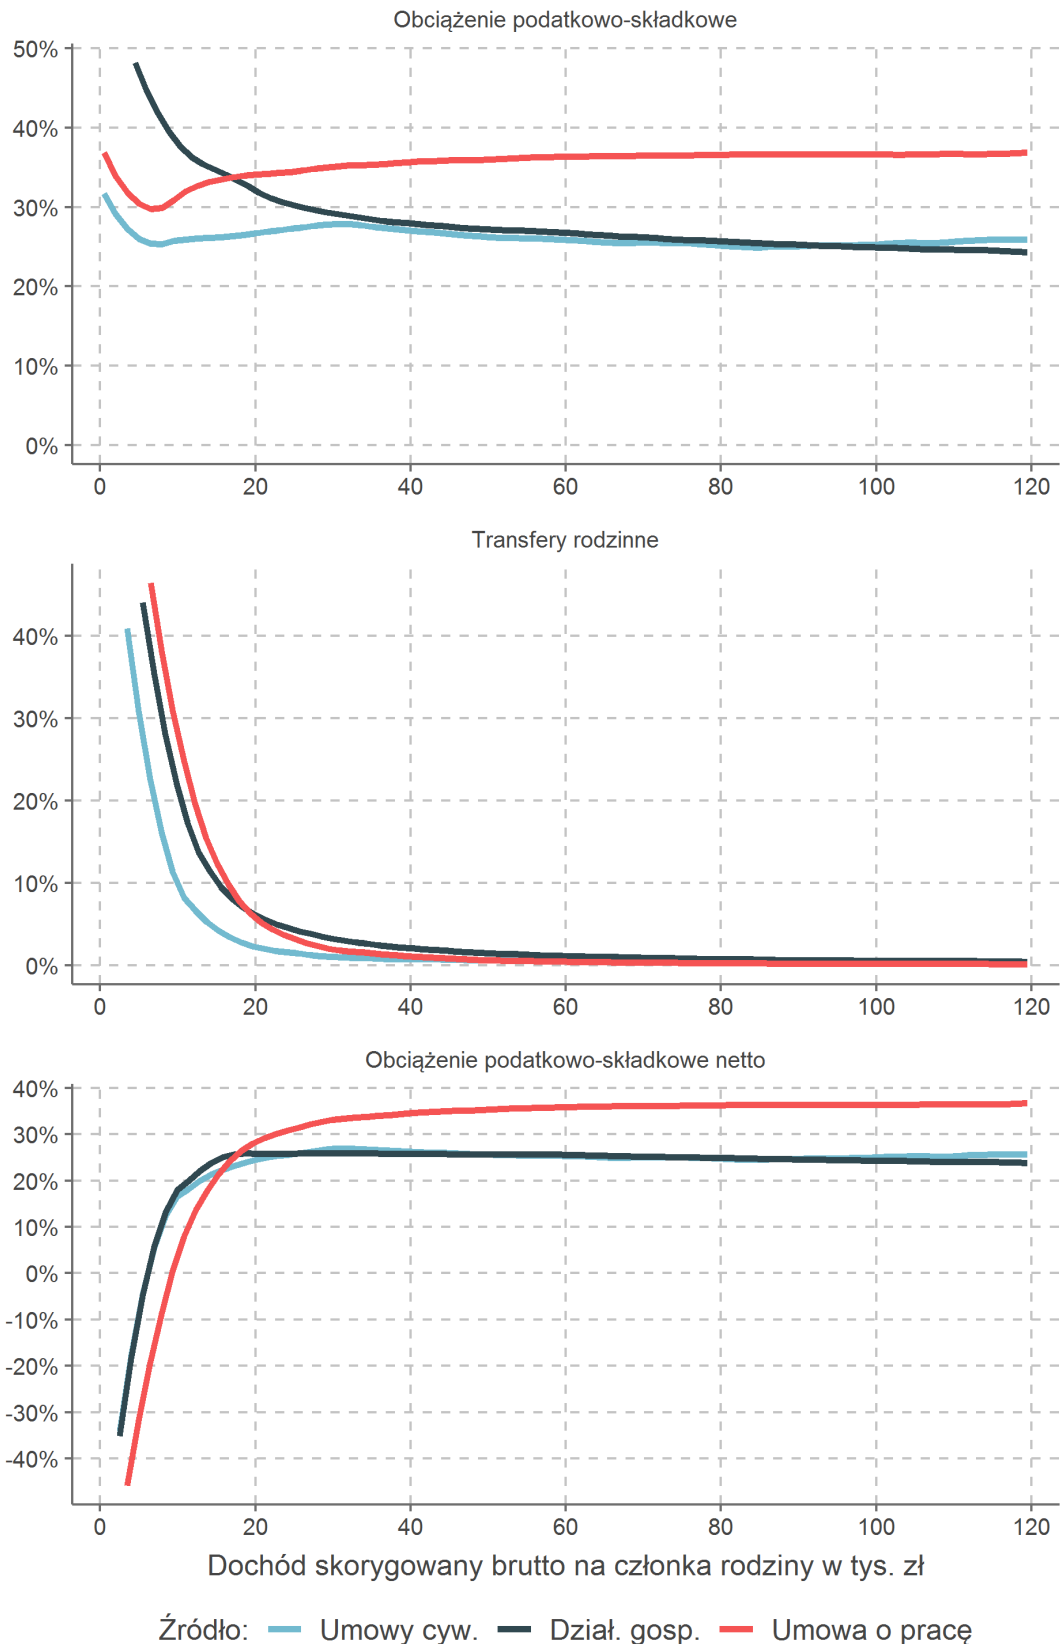 Obciążenie podatkowo-składkowe
50%
40%
30%
20%
10%
0%
0 20 40 60 80 100 120
Transfery rodzinne
40%
30%
20%
10%
0%
0 20 40 60 80 100 120
Obciążenie podatkowo-składkowe netto
40%
30%
20%
10%
0%
-10%
-20%
-30%
-40%
0 20 40 60 80 100 120
Dochód skorygowany brutto na członka rodziny w tys. zł
Źródło: Umowy cyw. Dział. gosp. Umowa o pracę